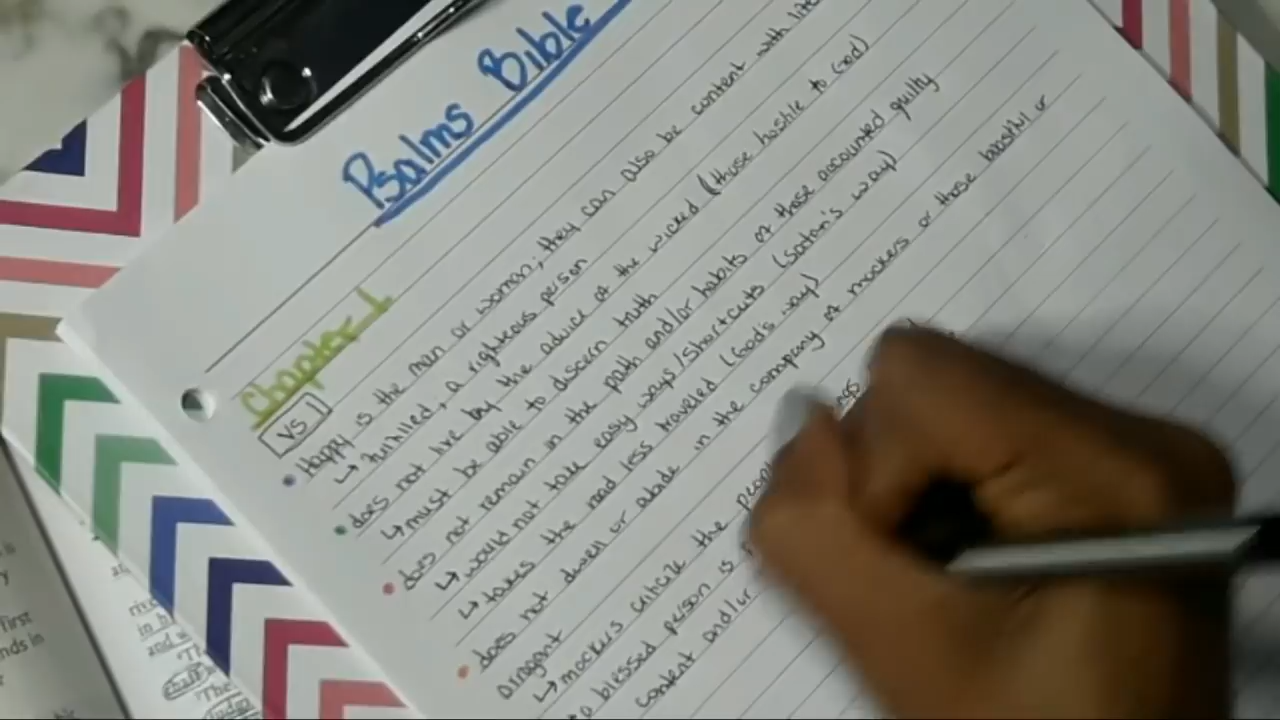 Psalms Bible
Chapter 1
VS 1
• Happy is the man or woman; they can also be content with life
↳ fulfilled, a righteous person
• does not live by the advice of the wicked (those hostile to God)
↳ must be able to discern truth
• does not remain in the path and/or habits of those accounted guilty
↳ would not take easy ways/shortcuts (Satan's way)
↳ takes the road less traveled (God's way)
• does not dwell or abide in the company of mockers or those boastful or
arrogant
↳ mockers criticize the
a blessed person is
content and/or
first
and
in
"The